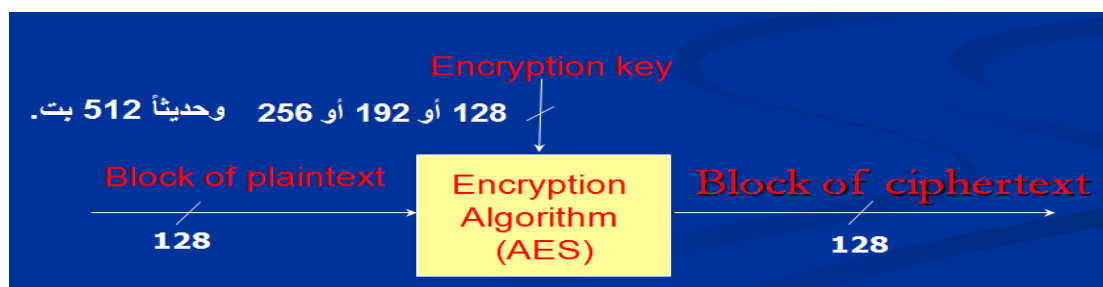 Encryption key
128 أو 192 أو 256 وحديثاً 512 بت.
Block of plaintext
128
Encryption
Algorithm
(AES)
Block of ciphertext
128